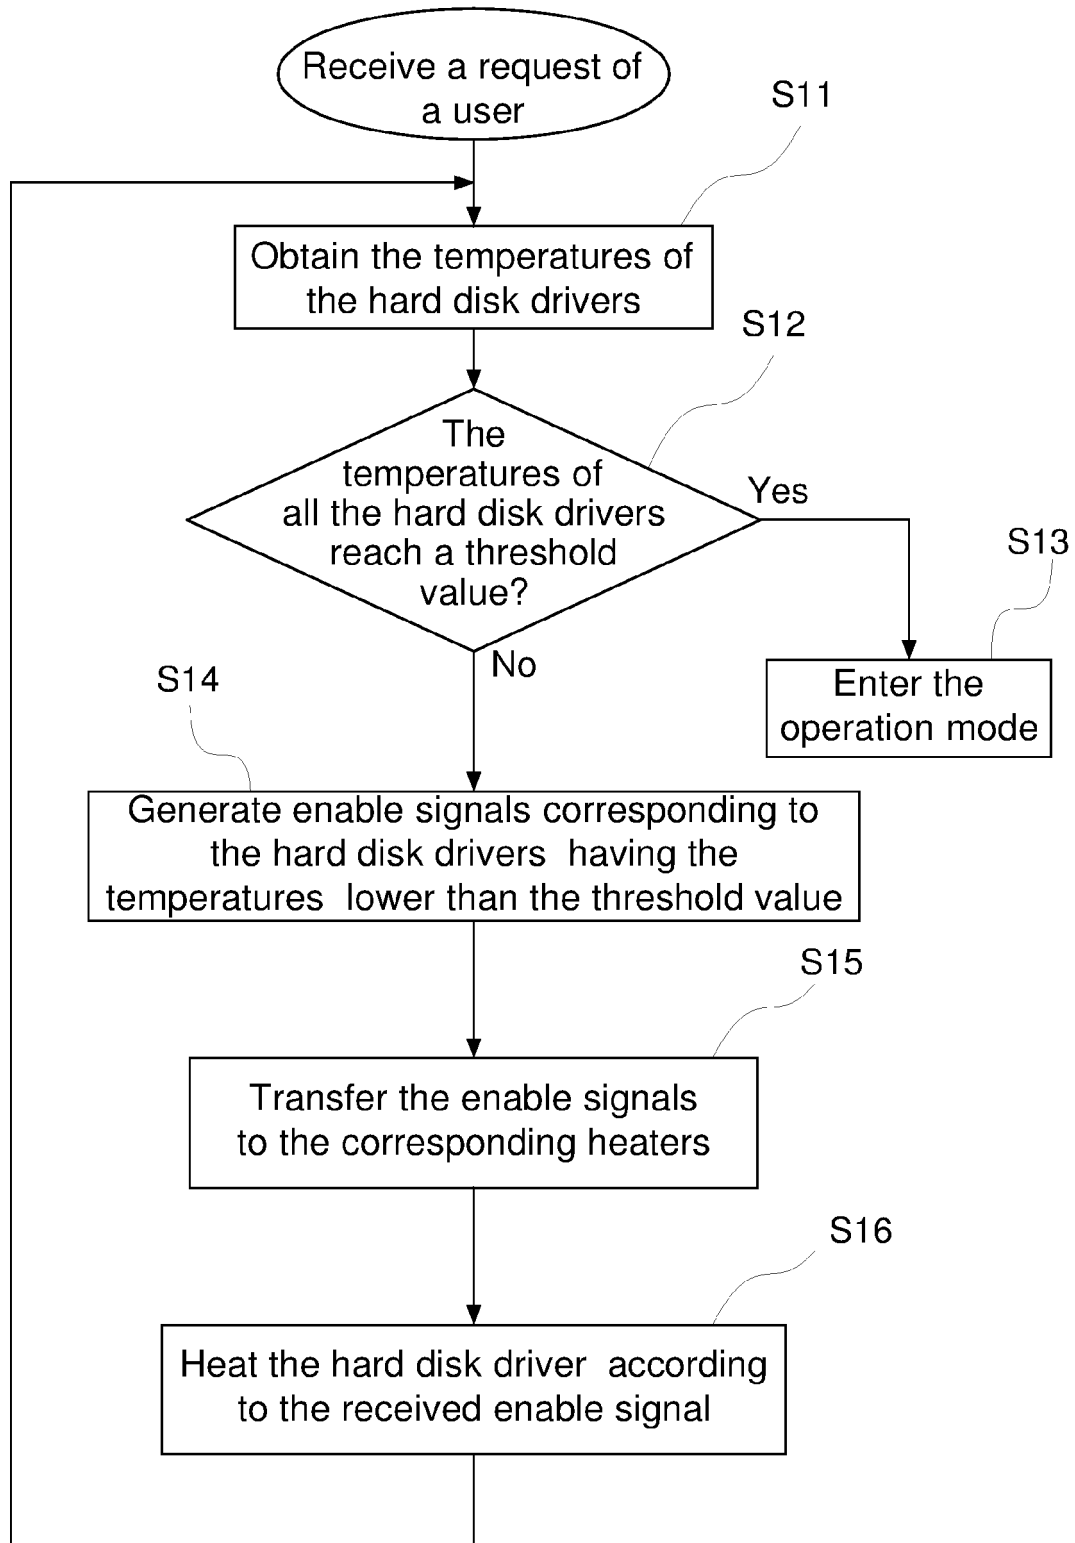 Receive a request of
a user
S11
Obtain the temperatures of
the hard disk drivers
S12
The
temperatures of
all the hard disk drivers
reach a threshold
value?
Yes
S13
Enter the
operation mode
No
S14
Generate enable signals corresponding to
the hard disk drivers having the
temperatures lower than the threshold value
S15
Transfer the enable signals
to the corresponding heaters
S16
Heat the hard disk driver according
to the received enable signal